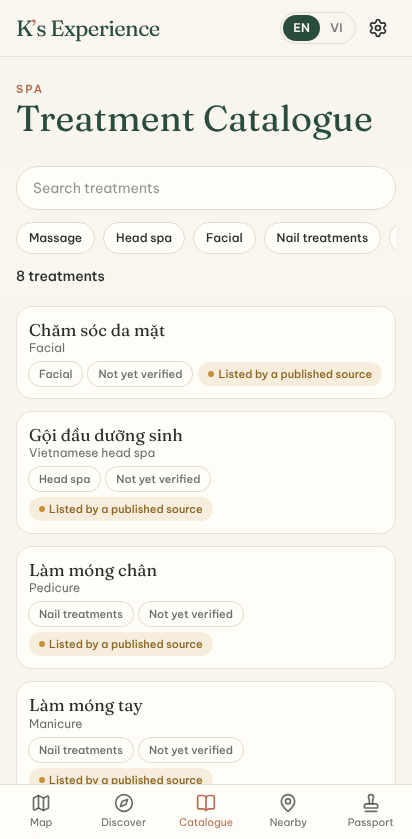 K's Experience
EN VI
SPA
Treatment Catalogue
Search treatments
Massage Head spa Facial Nail treatments
8 treatments
Chăm sóc da mặt
Facial
Facial Not yet verified Listed by a published source
Gội đầu dưỡng sinh
Vietnamese head spa
Head spa Not yet verified
Listed by a published source
Làm móng chân
Pedicure
Nail treatments Not yet verified
Listed by a published source
Làm móng tay
Manicure
Nail treatments Not yet verified
Listed by a published source
Map Discover Catalogue Nearby Passport